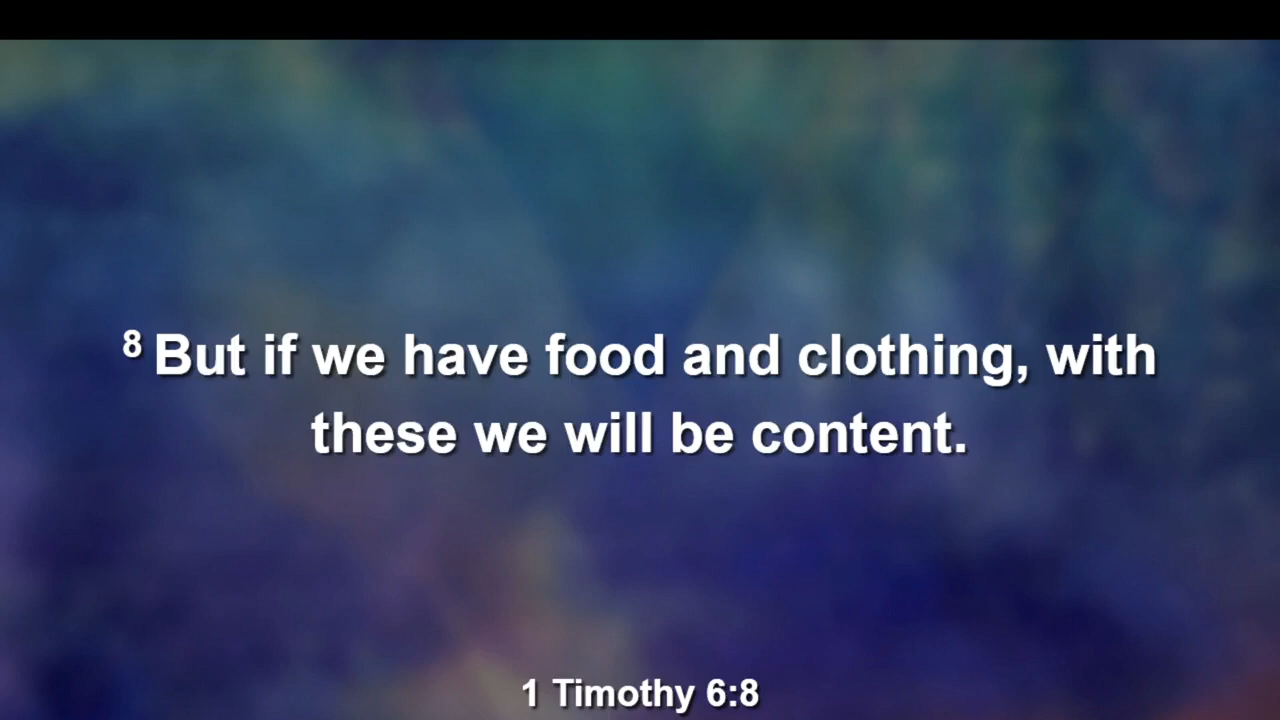 8 But if we have food and clothing, with
these we will be content.
1 Timothy 6:8